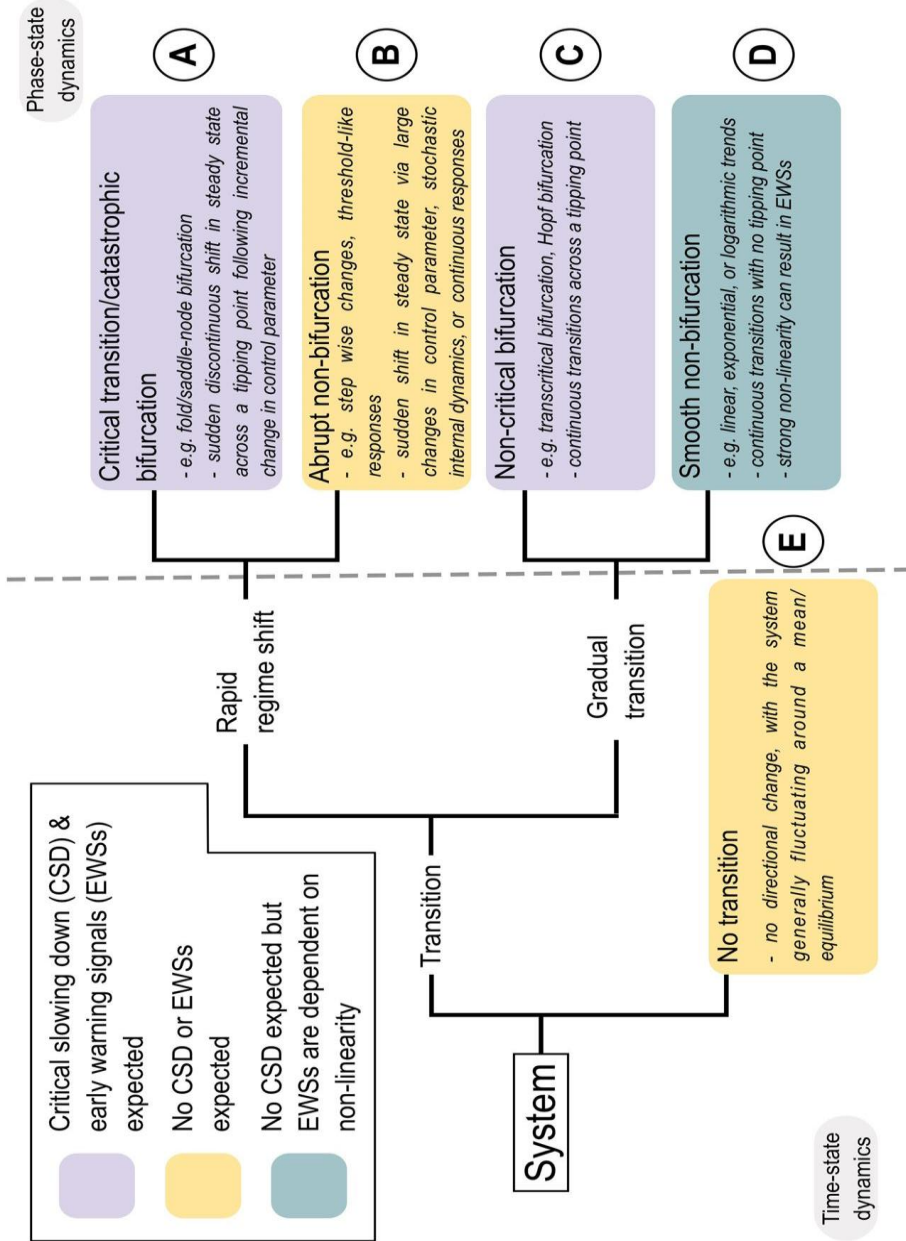 Critical slowing down (CSD) &
early warning signals (EWSs)
expected
No CSD or EWSs
expected
No CSD expected but
EWSs are dependent on
non-linearity
Time-state
dynamics
Phase-state
dynamics
System
Transition
Rapid
regime shift
Gradual
transition
Critical transition/catastrophic
bifurcation
- e.g. fold/saddle-node bifurcation
- sudden discontinuous shift in steady state
across a tipping point following incremental
change in control parameter
A
Abrupt non-bifurcation
- e.g. step wise changes, threshold-like
responses
- sudden shift in steady state via large
changes in control parameter, stochastic
internal dynamics, or continuous responses
B
Non-critical bifurcation
- e.g. transcritical bifurcation, Hopf bifurcation
- continuous transitions across a tipping point
C
Smooth non-bifurcation
- e.g. linear, exponential, or logarithmic trends
- continuous transitions with no tipping point
- strong non-linearity can result in EWSs
D
No transition
- no directional change, with the system
generally fluctuating around a mean/
equilibrium
E